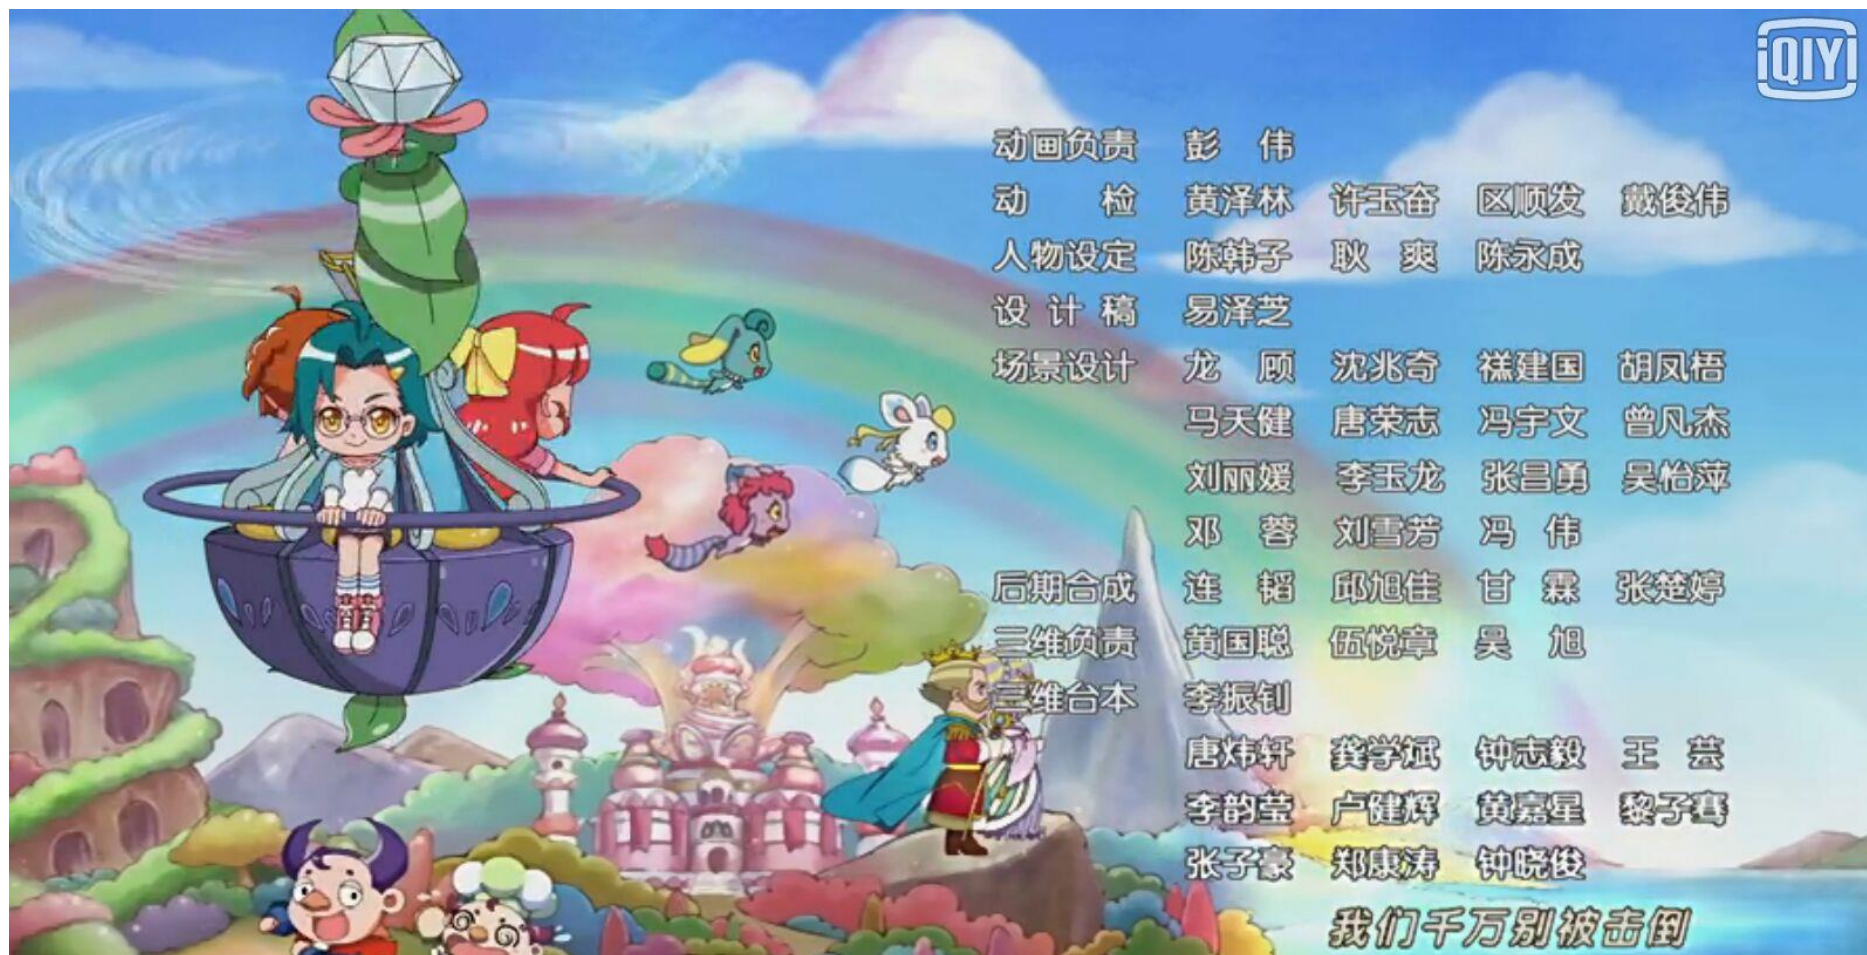 iQIYI
动画负责 彭伟
动检 黄泽林 许玉奋 区顺发 戴俊伟
人物设定 陈韩子 耿爽 陈永成
设计稿 易泽芝
场景设计 龙顾 沈兆奇 禚建国 胡凤梧
马天健 唐荣志 冯宇文 曾凡杰
刘丽媛 李玉龙 张昌勇 吴怡萍
邓蓉 刘雪芳 冯伟
后期合成 连韬 邱旭佳 甘霖 张楚婷
三维负责 黄国聪 伍悦章 吴旭
三维台本 李振钊
唐炜轩 龚学斌 钟志毅 王芸
李韵莹 卢健辉 黄嘉星 黎子骞
张子豪 郑康涛 钟晓俊
我们千万别被击倒